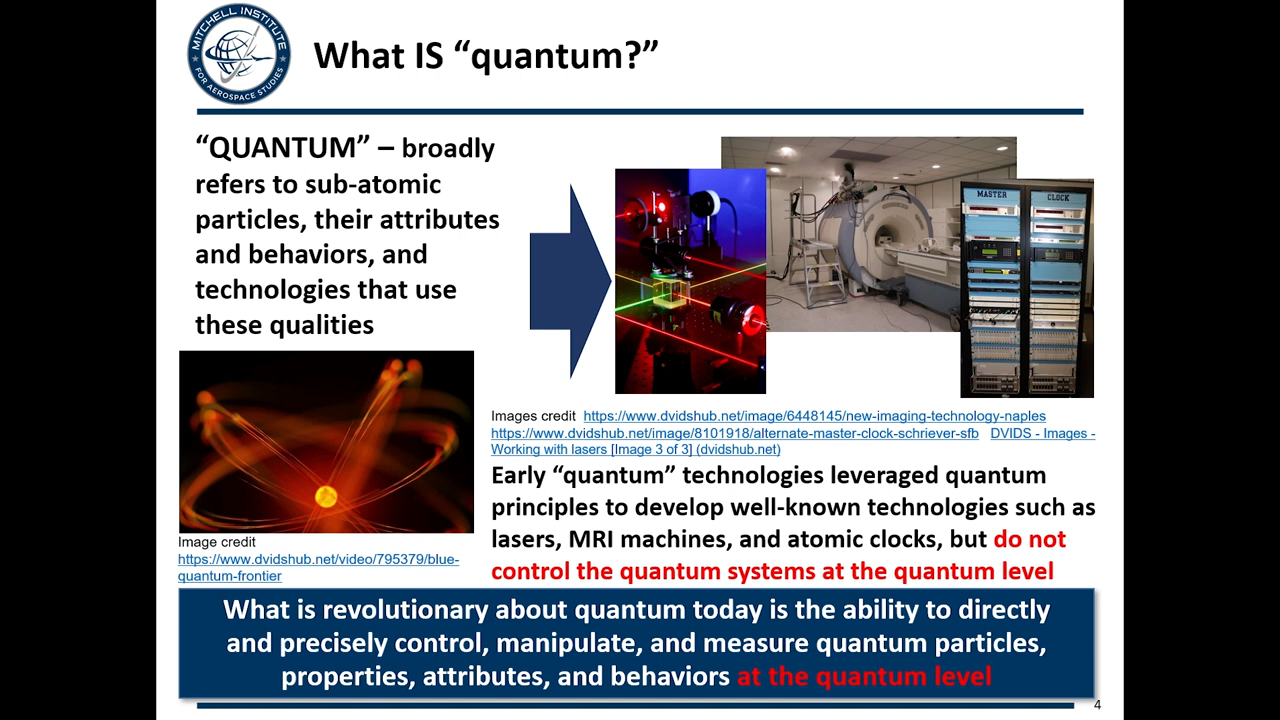 MITCHELL INSTITUTE
FOR AEROSPACE STUDIES
What IS “quantum?”
“QUANTUM” – broadly
refers to sub-atomic
particles, their attributes
and behaviors, and
technologies that use
these qualities
MASTER
CLOCK
Image credit
https://www.dvidshub.net/video/795379/blue-
quantum-frontier
Images credit https://www.dvidshub.net/image/6448145/new-imaging-technology-naples
https://www.dvidshub.net/image/8101918/alternate-master-clock-schriever-sfb DVIDS - Images -
Working with lasers [Image 3 of 3] (dvidshub.net)
Early “quantum” technologies leveraged quantum
principles to develop well-known technologies such as
lasers, MRI machines, and atomic clocks, but do not
control the quantum systems at the quantum level
What is revolutionary about quantum today is the ability to directly
and precisely control, manipulate, and measure quantum particles,
properties, attributes, and behaviors at the quantum level
4